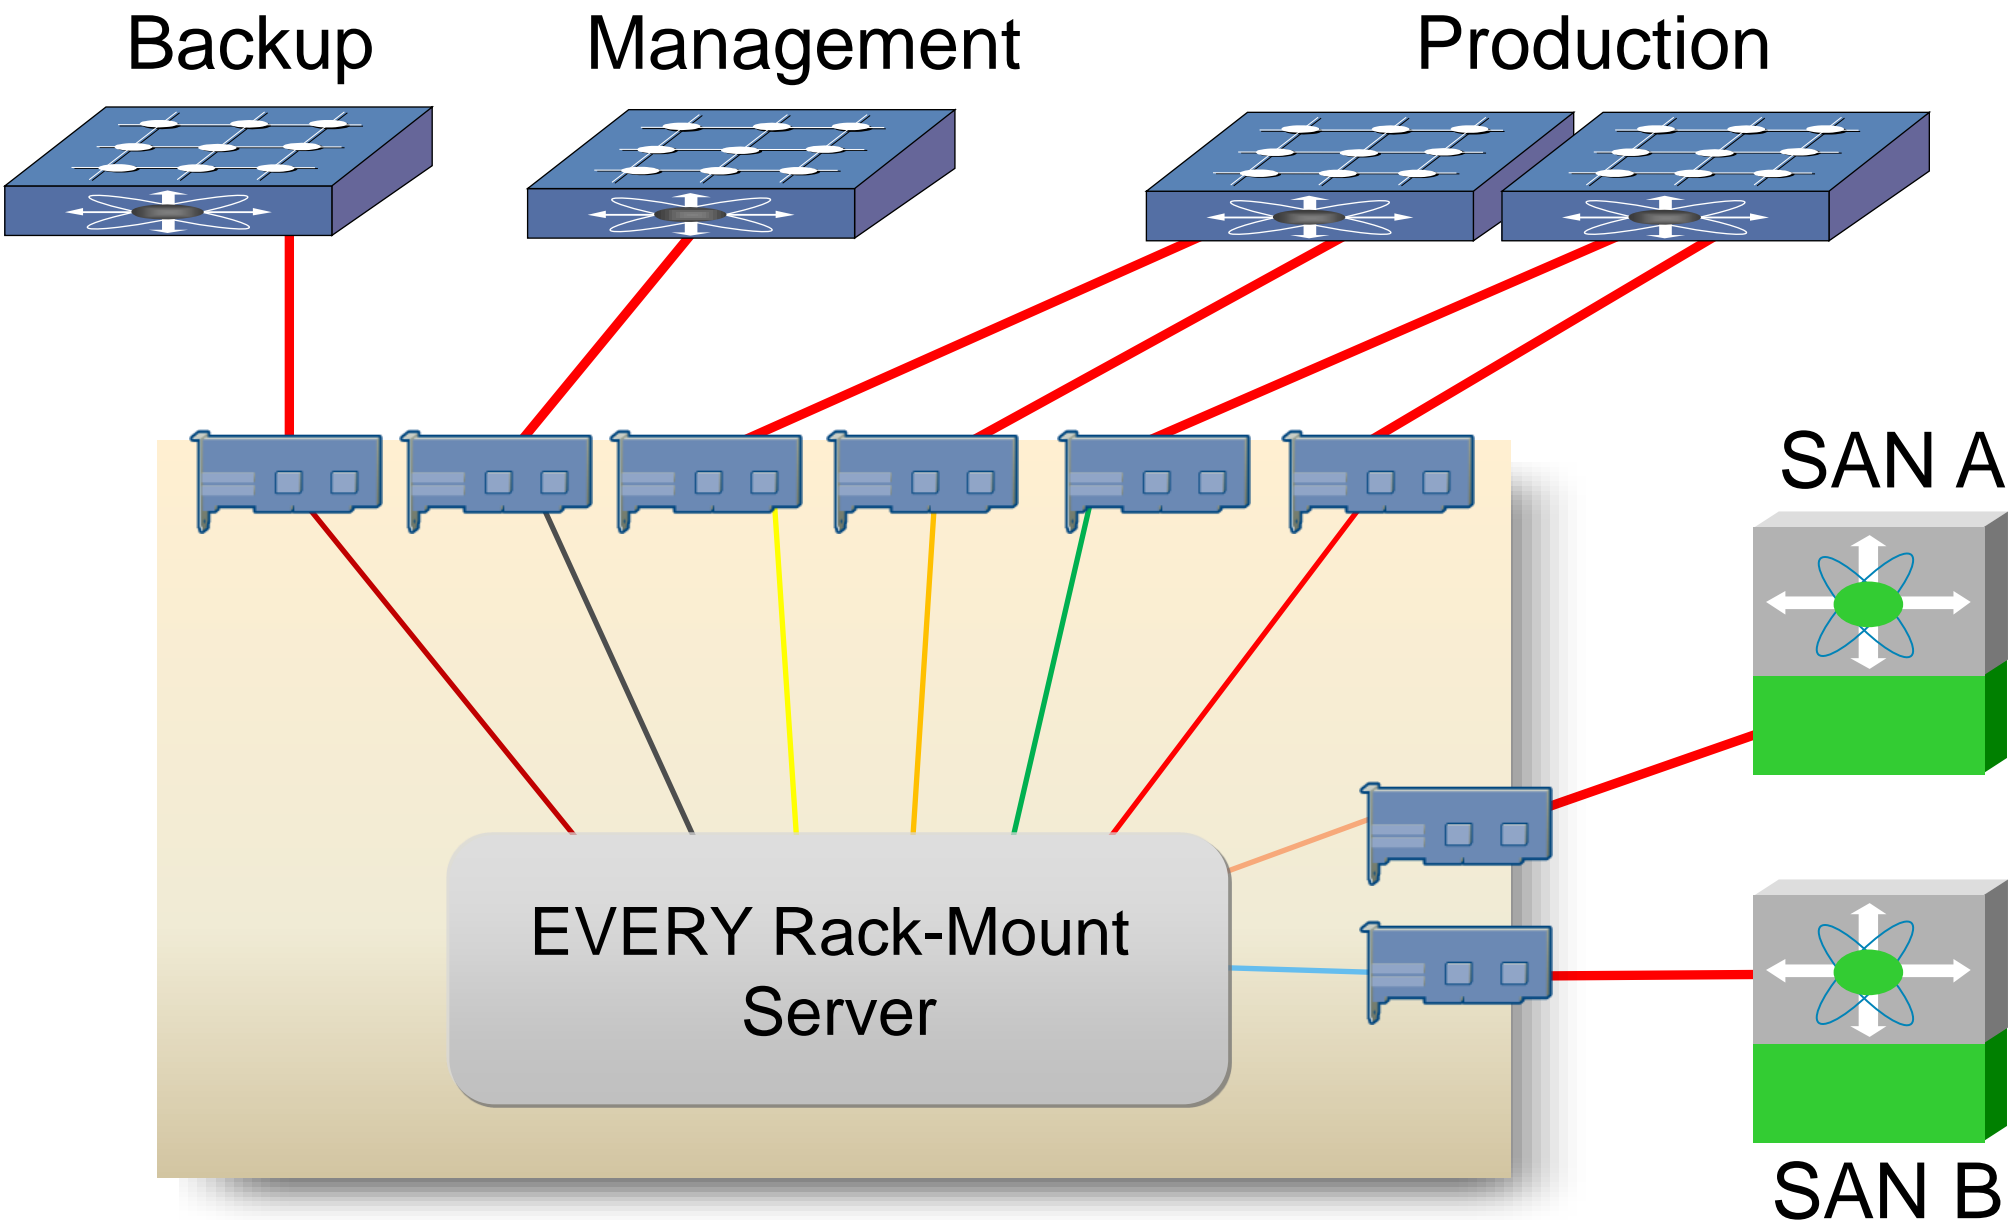 Backup
Management
Production
SAN A
EVERY Rack-Mount
Server
SAN B